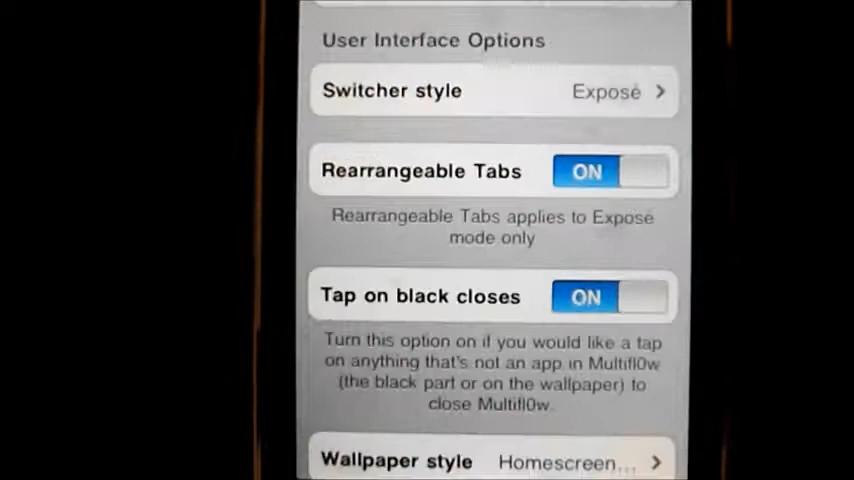 User Interface Options
Switcher style Exposé
Rearrangeable Tabs ON
Rearrangeable Tabs applies to Exposé
mode only
Tap on black closes ON
Turn this option on if you would like a tap
on anything that's not an app in Multifl0w
(the black part or on the wallpaper) to
close Multifl0w.
Wallpaper style Homescreen...